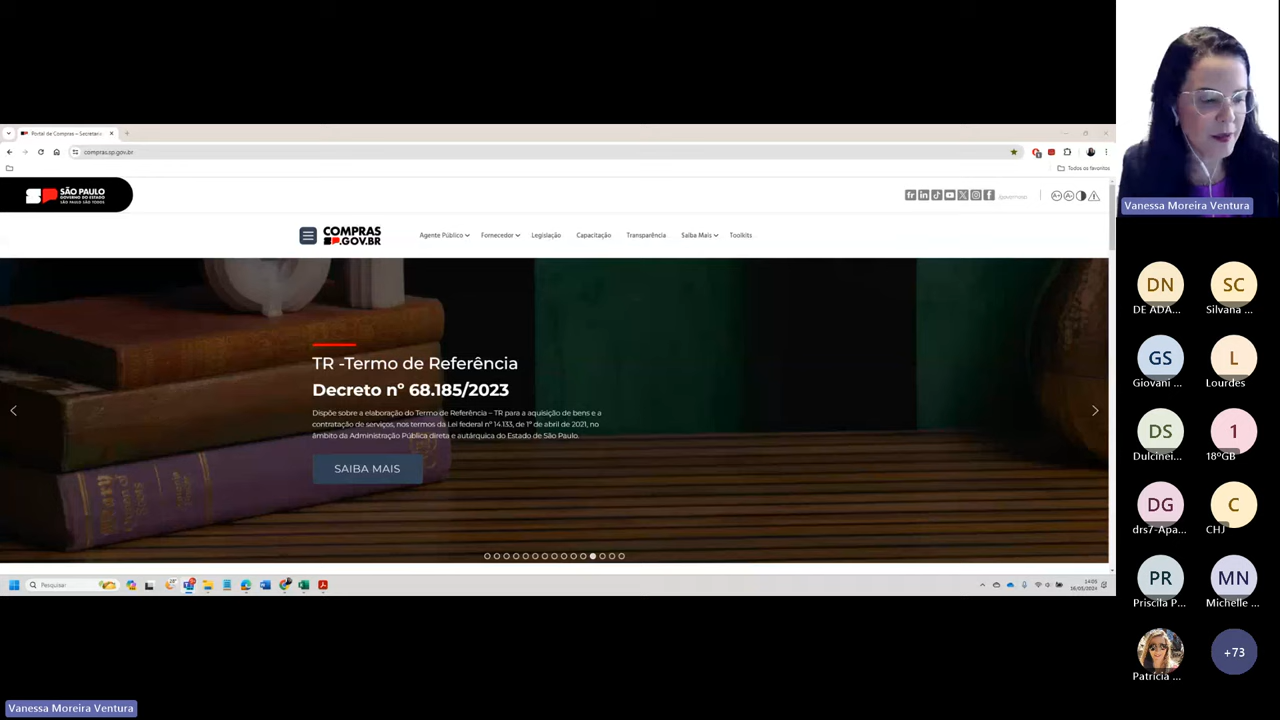 Portal de Compras – Secretaria
compras.sp.gov.br
Todos os favoritos
SÃO PAULO
GOVERNO DO ESTADO
SÃO PAULO SÃO TODOS
COMPRAS
.GOV.BR
Agente Público
Fornecedor
Legislação
Capacitação
Transparência
Saiba Mais
Toolkits
TR -Termo de Referência
Decreto nº 68.185/2023
Dispõe sobre a elaboração do Termo de Referência – TR para a aquisição de bens e a
contratação de serviços, nos termos da Lei federal nº 14.133, de 1º de abril de 2021, no
âmbito da Administração Pública direta e autárquica do Estado de São Paulo.
SAIBA MAIS
Pesquisar
14:05
Vanessa Moreira Ventura
DN
DE ADA...
SC
Silvana ...
GS
Giovani ...
L
Lourdes
DS
Dulcinei...
1
18ºGB
DG
drs7-Apa...
C
CHJ
PR
Priscila P...
MN
Michelle ...
Patrícia ...
+73
Vanessa Moreira Ventura